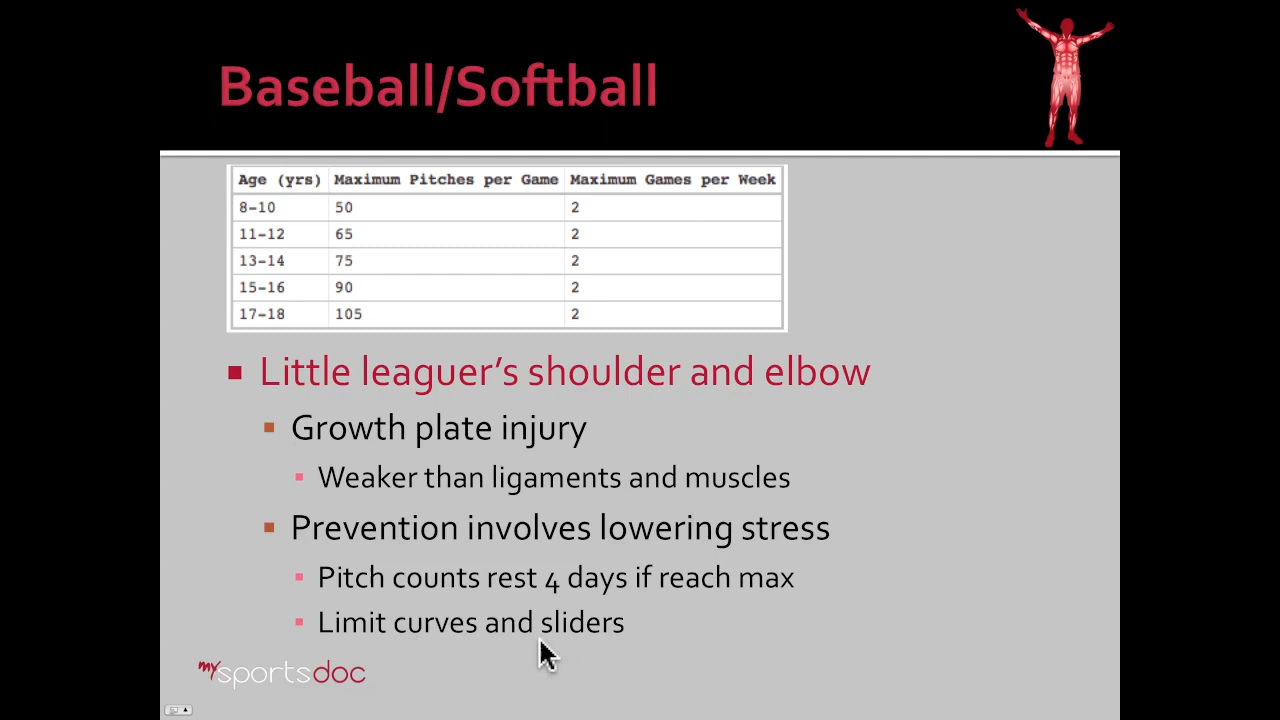 Baseball/Softball
Age (yrs) Maximum Pitches per Game Maximum Games per Week
8-10 50 2
11-12 65 2
13-14 75 2
15-16 90 2
17-18 105 2
Little leaguer's shoulder and elbow
Growth plate injury
Weaker than ligaments and muscles
Prevention involves lowering stress
Pitch counts rest 4 days if reach max
Limit curves and sliders
mysportsdoc